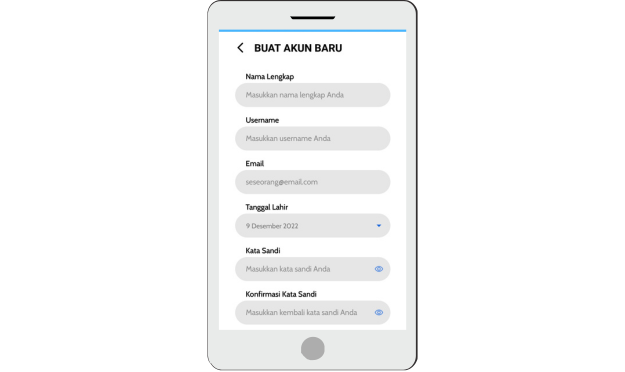 BUAT AKUN BARU
Nama Lengkap
Masukkan nama lengkap Anda
Username
Masukkan username Anda
Email
seseorang@email.com
Tanggal Lahir
9 Desember 2022
Kata Sandi
Masukkan kata sandi Anda
Konfirmasi Kata Sandi
Masukkan kembali kata sandi Anda